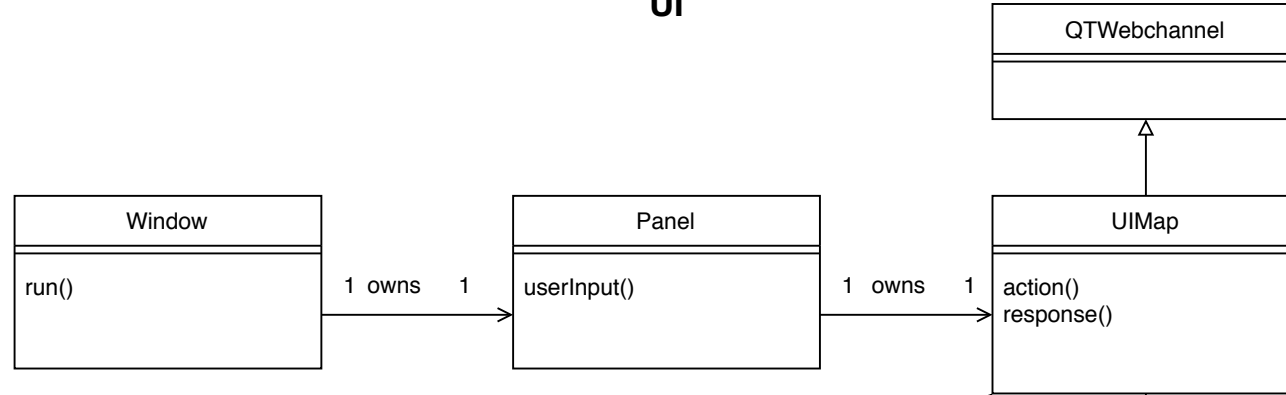 UI
QTWebchannel
Window
Panel
UIMap
run()
1 owns 1
userInput()
1 owns 1
action()
response()